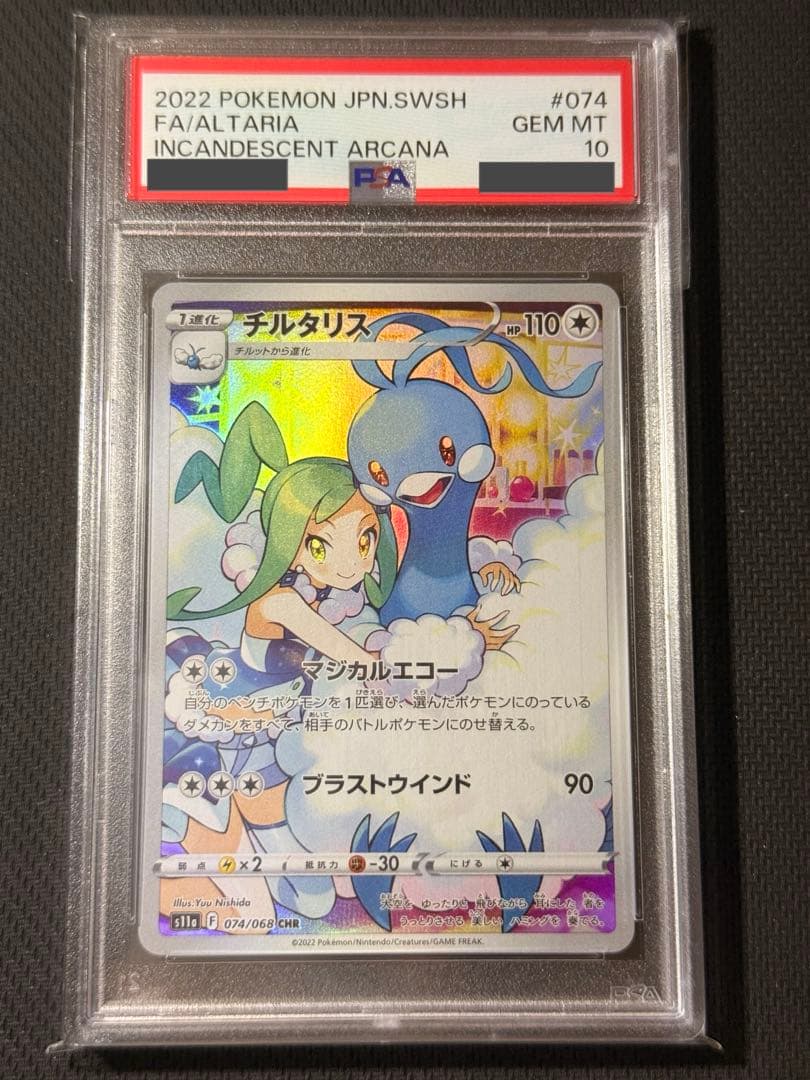 2022 POKEMON JPN.SWSH #074
FA/ALTARIA GEM MT
INCANDESCENT ARCANA 10
PSA
1進化 チルタリス HP110
チルットから進化
マジカルエコー
自分のベンチポケモンを1匹選び、選んだポケモンにのっている
ダメカンをすべて、相手のバトルポケモンにのせ替える。
ブラストウインド 90
弱点 ×2 抵抗力 -30 にげる
Illus.Yuu Nishida
大空を ゆったりと 飛びながら 耳にした 者を
うっとりさせる 美しい ハミングを 奏でる。
s11a F 074/068 CHR
©2022 Pokémon/Nintendo/Creatures/GAME FREAK.
PSA